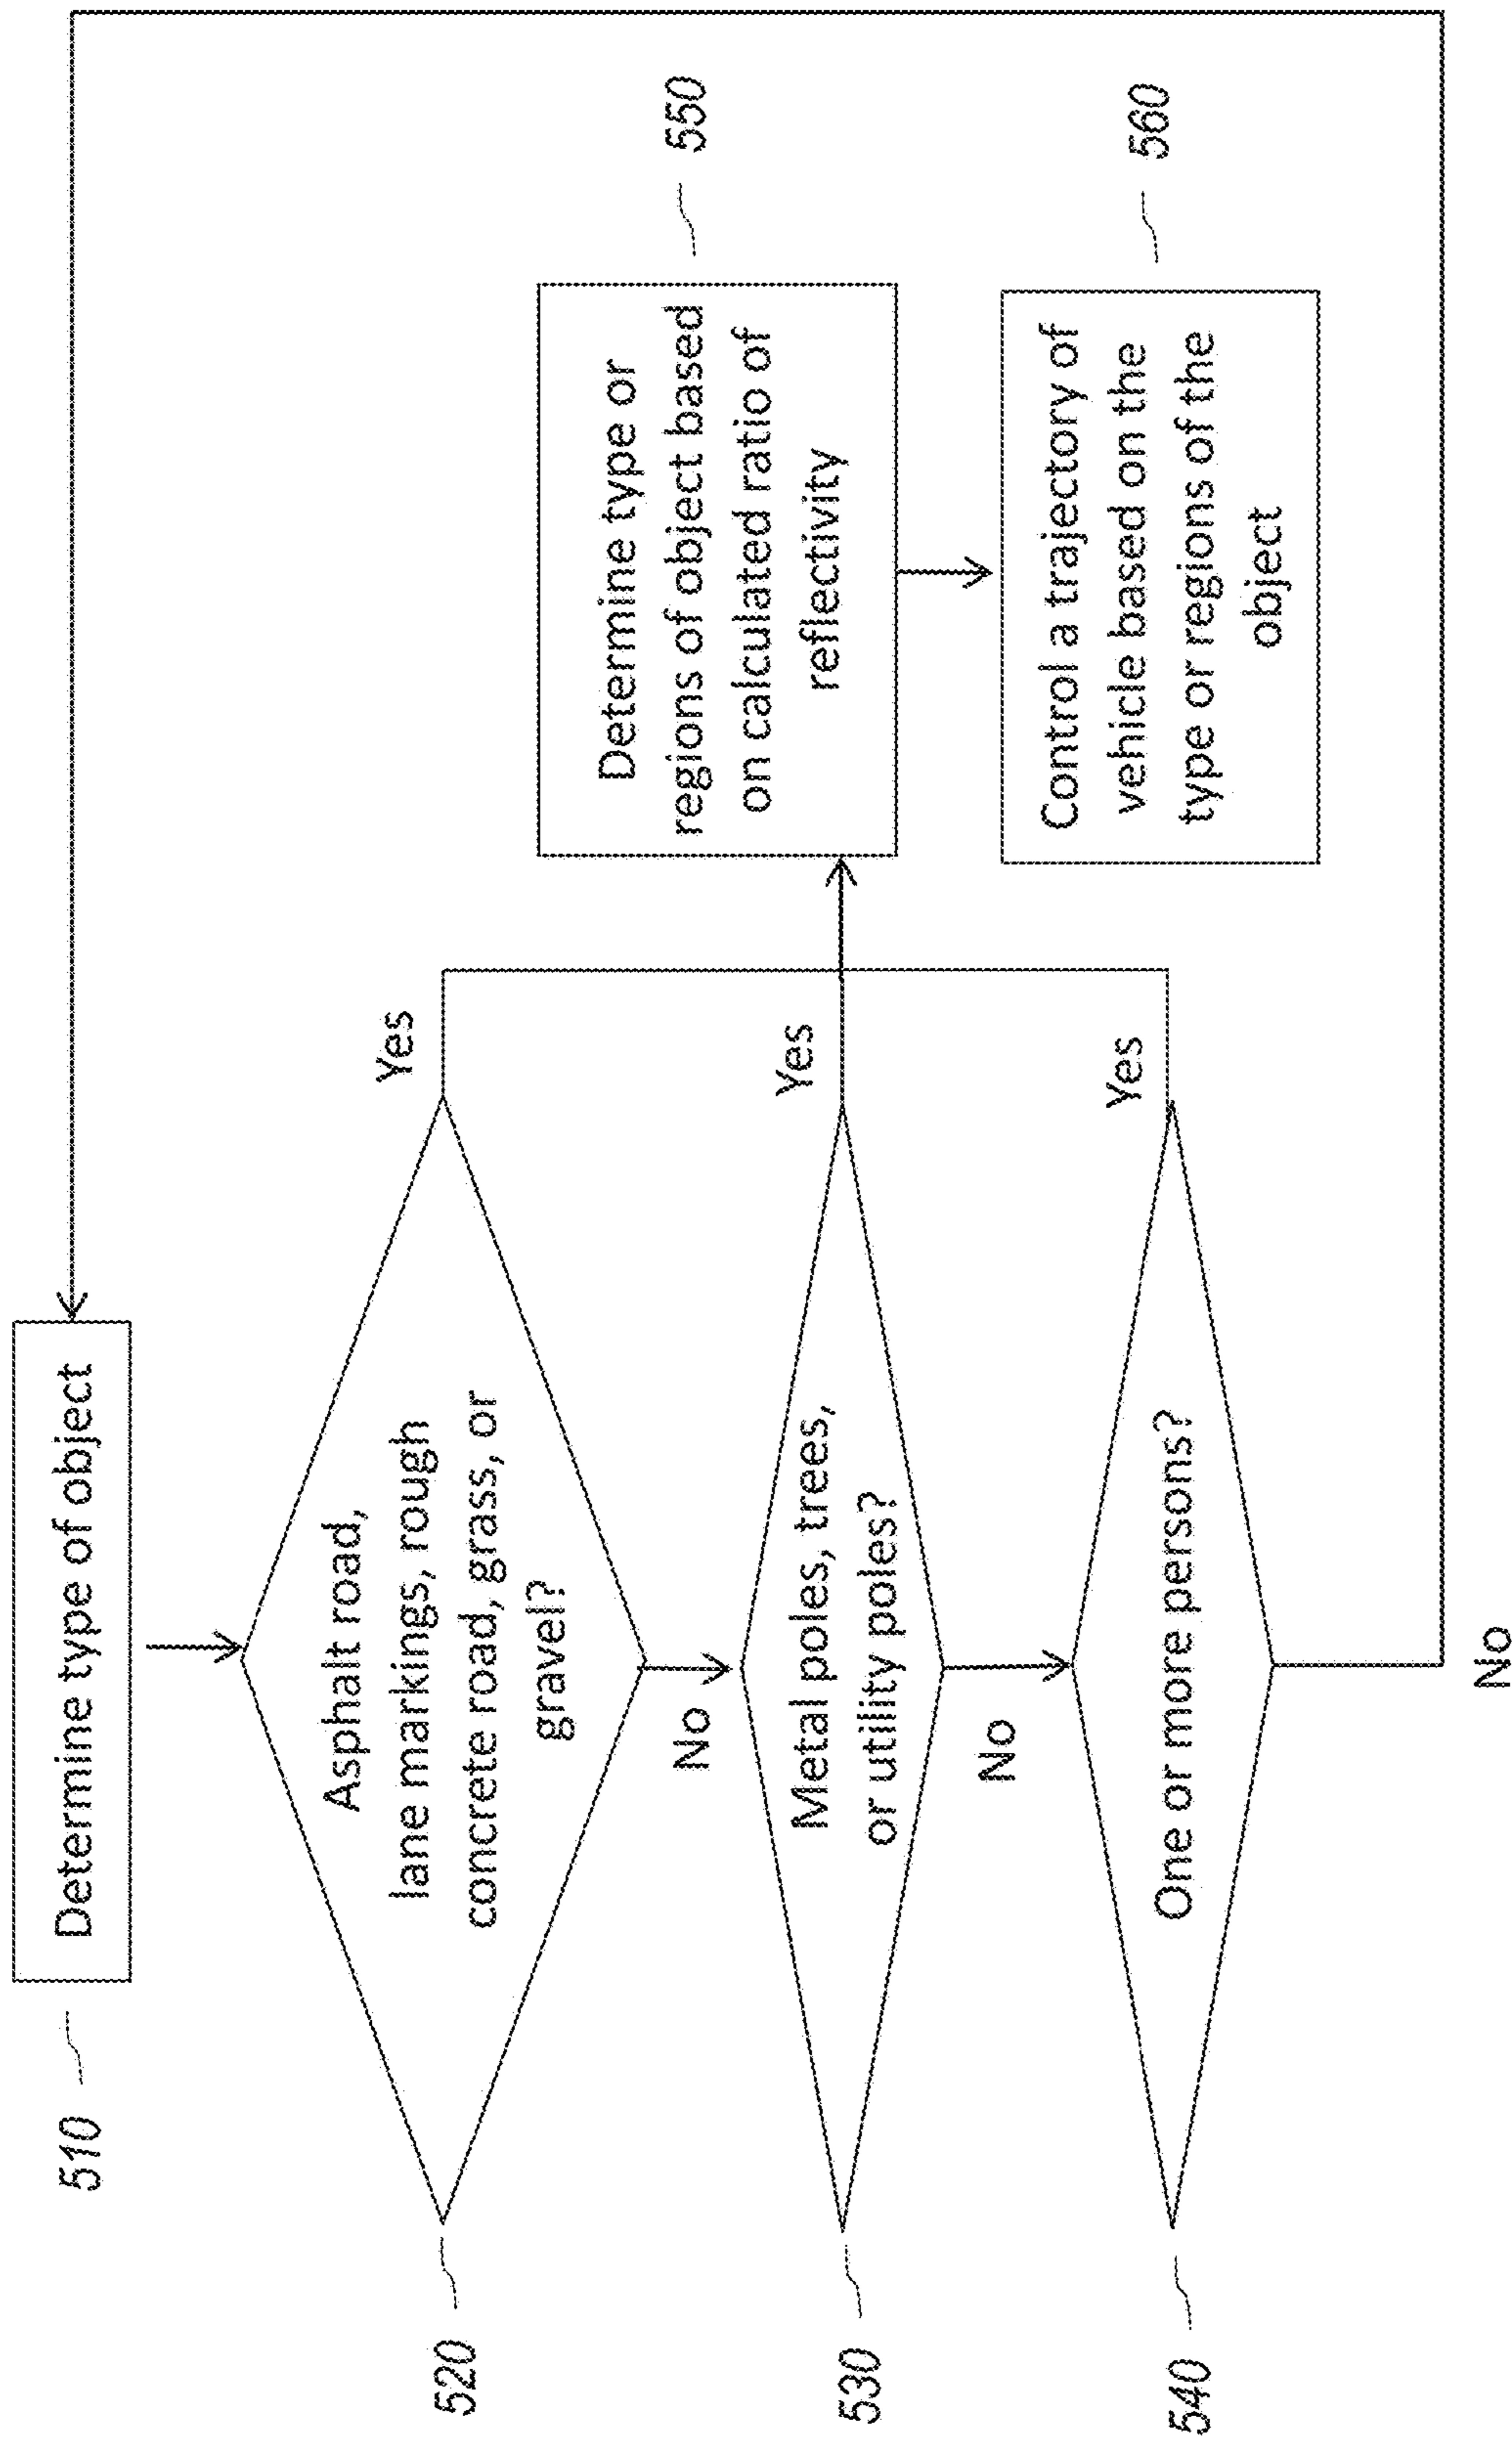 510
Determine type of object
520
Asphalt road,
lane markings, rough
concrete road, grass, or
gravel?
Yes
No
530
Metal poles, trees,
or utility poles?
Yes
No
540
One or more persons?
Yes
No
550
Determine type or
regions of object based
on calculated ratio of
reflectivity
560
Control a trajectory of
vehicle based on the
type or regions of the
object